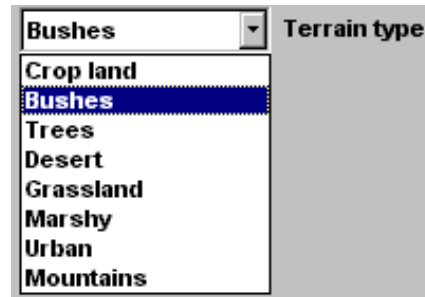 Bushes Terrain type
Crop land
Bushes
Trees
Desert
Grassland
Marshy
Urban
Mountains